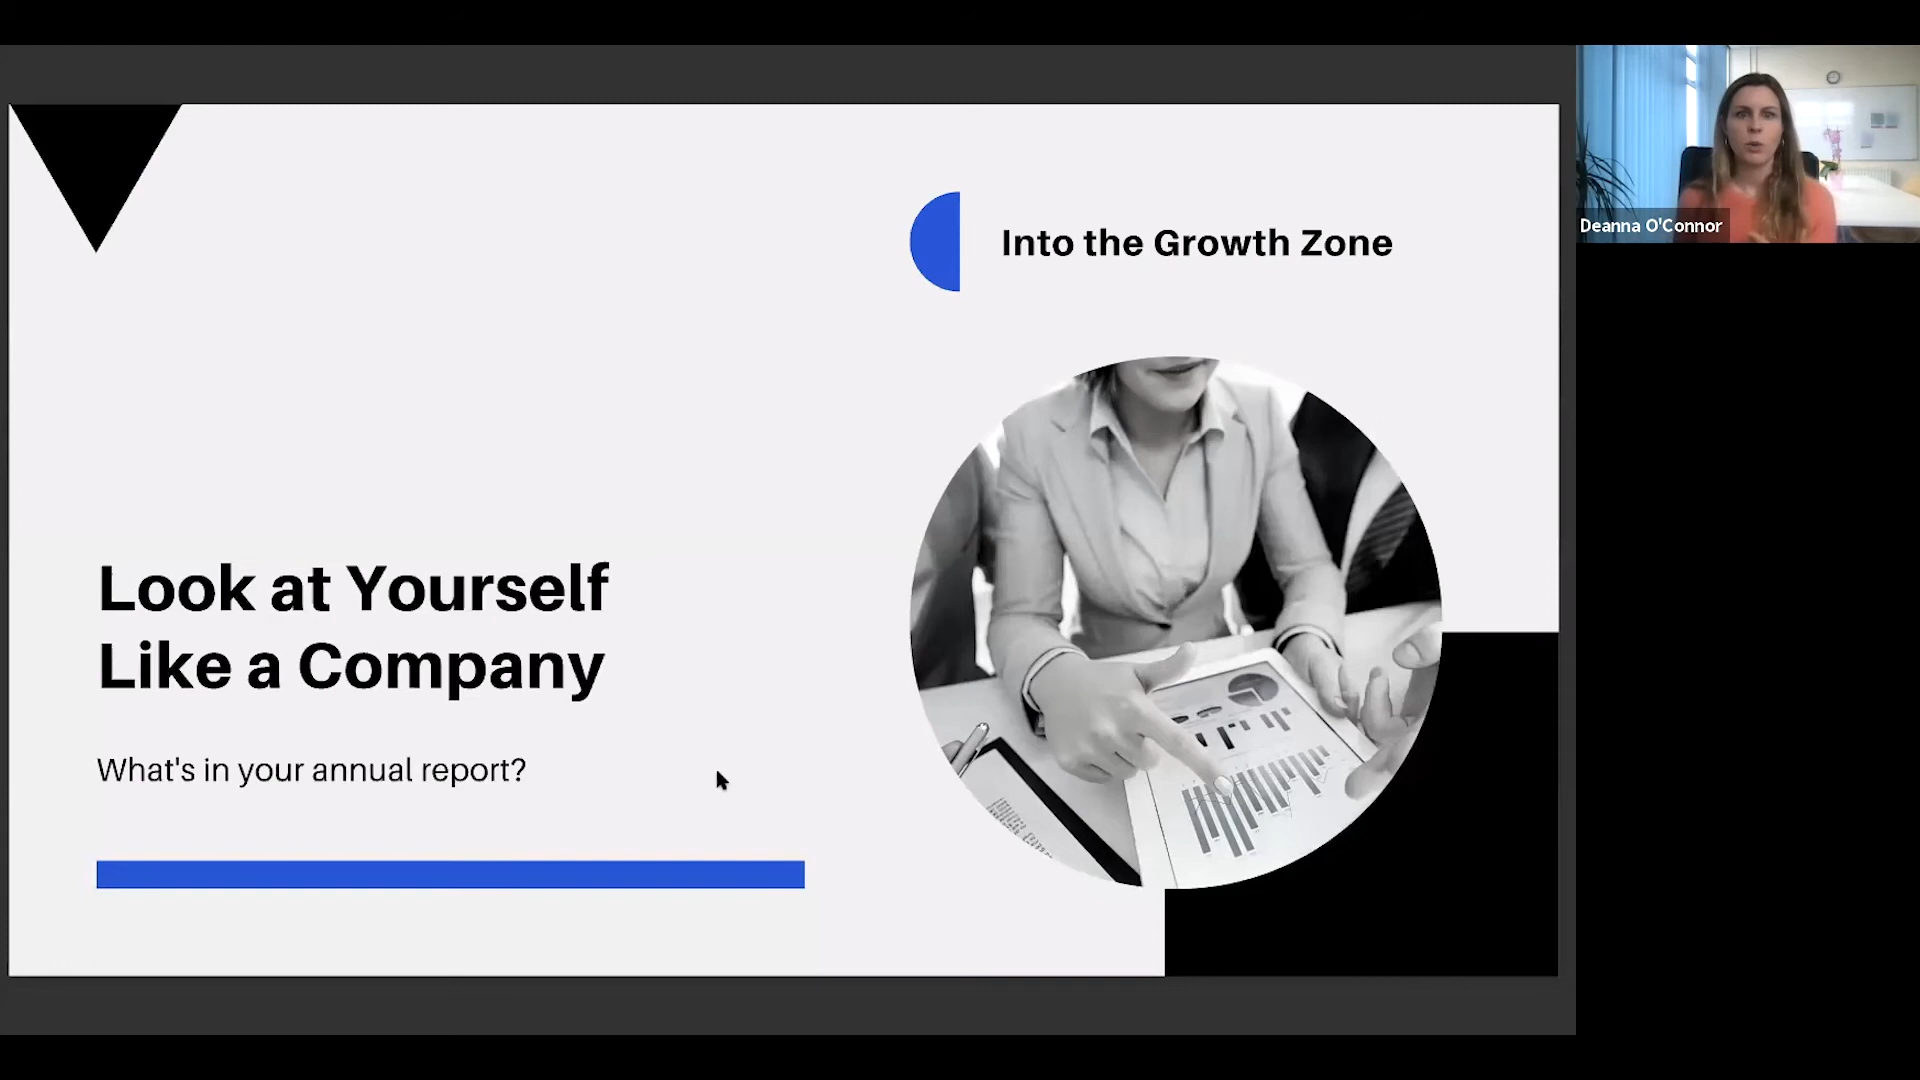 Into the Growth Zone
Look at Yourself
Like a Company
What's in your annual report?
Deanna O'Connor